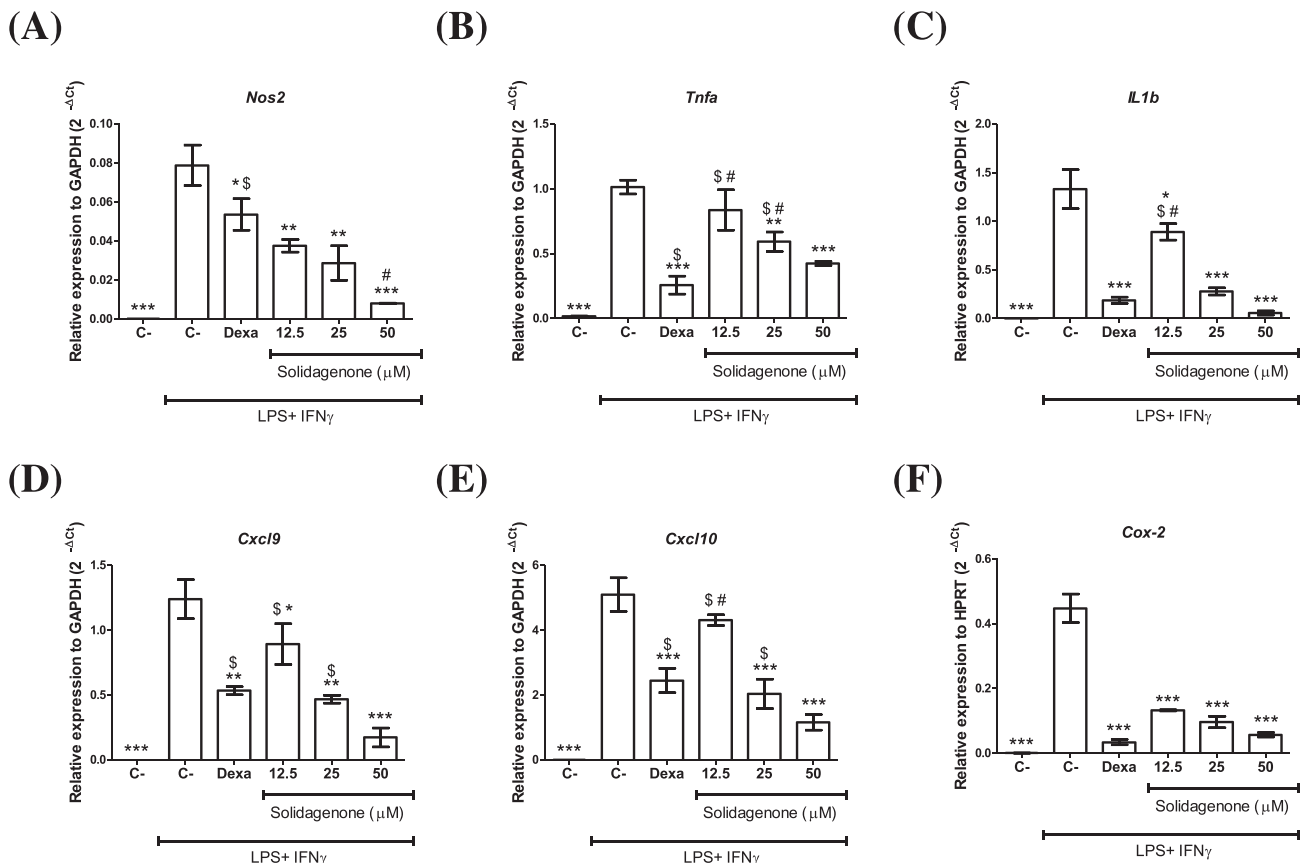 (A)
Nos2
Relative expression to GAPDH (2 -ΔCt)
0.10
0.08
0.06
0.04
0.02
0.00
***
* $
**
**
#
***
C- C- Dexa 12.5 25 50
Solidagenone (μM)
LPS+ IFNγ
(B)
Tnfa
Relative expression to GAPDH (2 -ΔCt)
1.5
1.0
0.5
0.0
***
$
***
$ #
$ #
**
***
C- C- Dexa 12.5 25 50
Solidagenone (μM)
LPS+ IFNγ
(C)
IL1b
Relative expression to GAPDH (2 -ΔCt)
2.0
1.5
1.0
0.5
0.0
***
***
*
$ #
***
***
C- C- Dexa 12.5 25 50
Solidagenone (μM)
LPS+ IFNγ
(D)
Cxcl9
Relative expression to GAPDH (2 -ΔCt)
1.5
1.0
0.5
0.0
***
$
**
$ *
$
**
***
C- C- Dexa 12.5 25 50
Solidagenone (μM)
LPS+ IFNγ
(E)
Cxcl10
Relative expression to GAPDH (2 -ΔCt)
6
4
2
0
***
$
***
$ #
$
***
***
C- C- Dexa 12.5 25 50
Solidagenone (μM)
LPS+ IFNγ
(F)
Cox-2
Relative expression to HPRT (2 -ΔCt)
0.6
0.4
0.2
0.0
***
***
***
***
***
C- C- Dexa 12.5 25 50
Solidagenone (μM)
LPS+ IFNγ